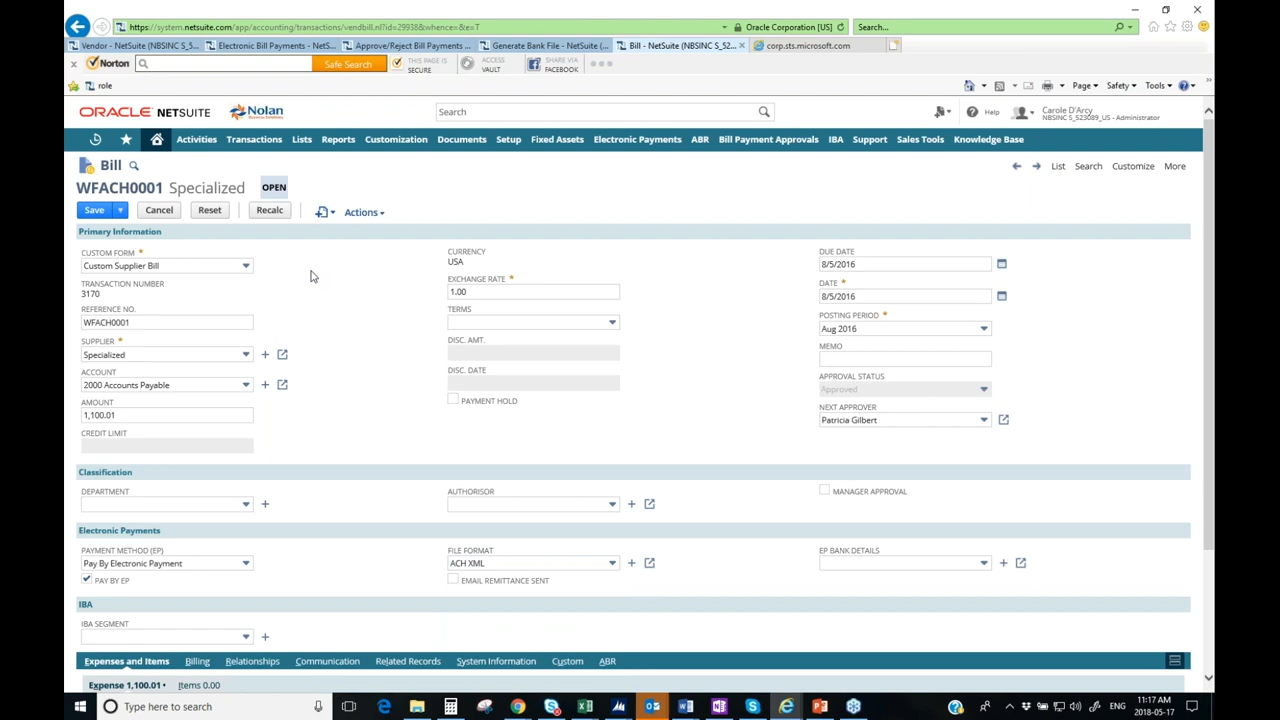 https://system.netsuite.com/app/accounting/transactions/vendbill.nl?id=29938&whence=&e=T
Oracle Corporation [US]
Search...
Vendor - NetSuite (NBSINC S_5...
Electronic Bill Payments - NetS...
Approve/Reject Bill Payments ...
Generate Bank File - NetSuite (...
Bill - NetSuite (NBSINC S_52...
corp.sts.microsoft.com
Norton
Safe Search
THIS PAGE IS
SECURE
ACCESS
VAULT
SHARE VIA
FACEBOOK
role
Page
Safety
Tools
ORACLE NETSUITE
Nolan
Search
Help
Carole D'Arcy
NBSINC S_523089_US - Administrator
Activities Transactions Lists Reports Customization Documents Setup Fixed Assets Electronic Payments ABR Bill Payment Approvals IBA Support Sales Tools Knowledge Base
Bill
List Search Customize More
WFACH0001 Specialized OPEN
Save Cancel Reset Recalc Actions
Primary Information
CUSTOM FORM *
Custom Supplier Bill
TRANSACTION NUMBER
3170
REFERENCE NO.
WFACH0001
SUPPLIER *
Specialized
ACCOUNT
2000 Accounts Payable
AMOUNT
1,100.01
CREDIT LIMIT
CURRENCY
USA
EXCHANGE RATE *
1.00
TERMS
DISC. AMT.
DISC. DATE
PAYMENT HOLD
DUE DATE
8/5/2016
DATE *
8/5/2016
POSTING PERIOD *
Aug 2016
MEMO
APPROVAL STATUS
Approved
NEXT APPROVER
Patricia Gilbert
Classification
DEPARTMENT
AUTHORISOR
MANAGER APPROVAL
Electronic Payments
PAYMENT METHOD (EP)
Pay By Electronic Payment
PAY BY EP
FILE FORMAT
ACH XML
EMAIL REMITTANCE SENT
EP BANK DETAILS
IBA
IBA SEGMENT
Expenses and Items Billing Relationships Communication Related Records System Information Custom ABR
Expense 1,100.01 • Items 0.00
Type here to search
ENG
11:17 AM
2018-05-17